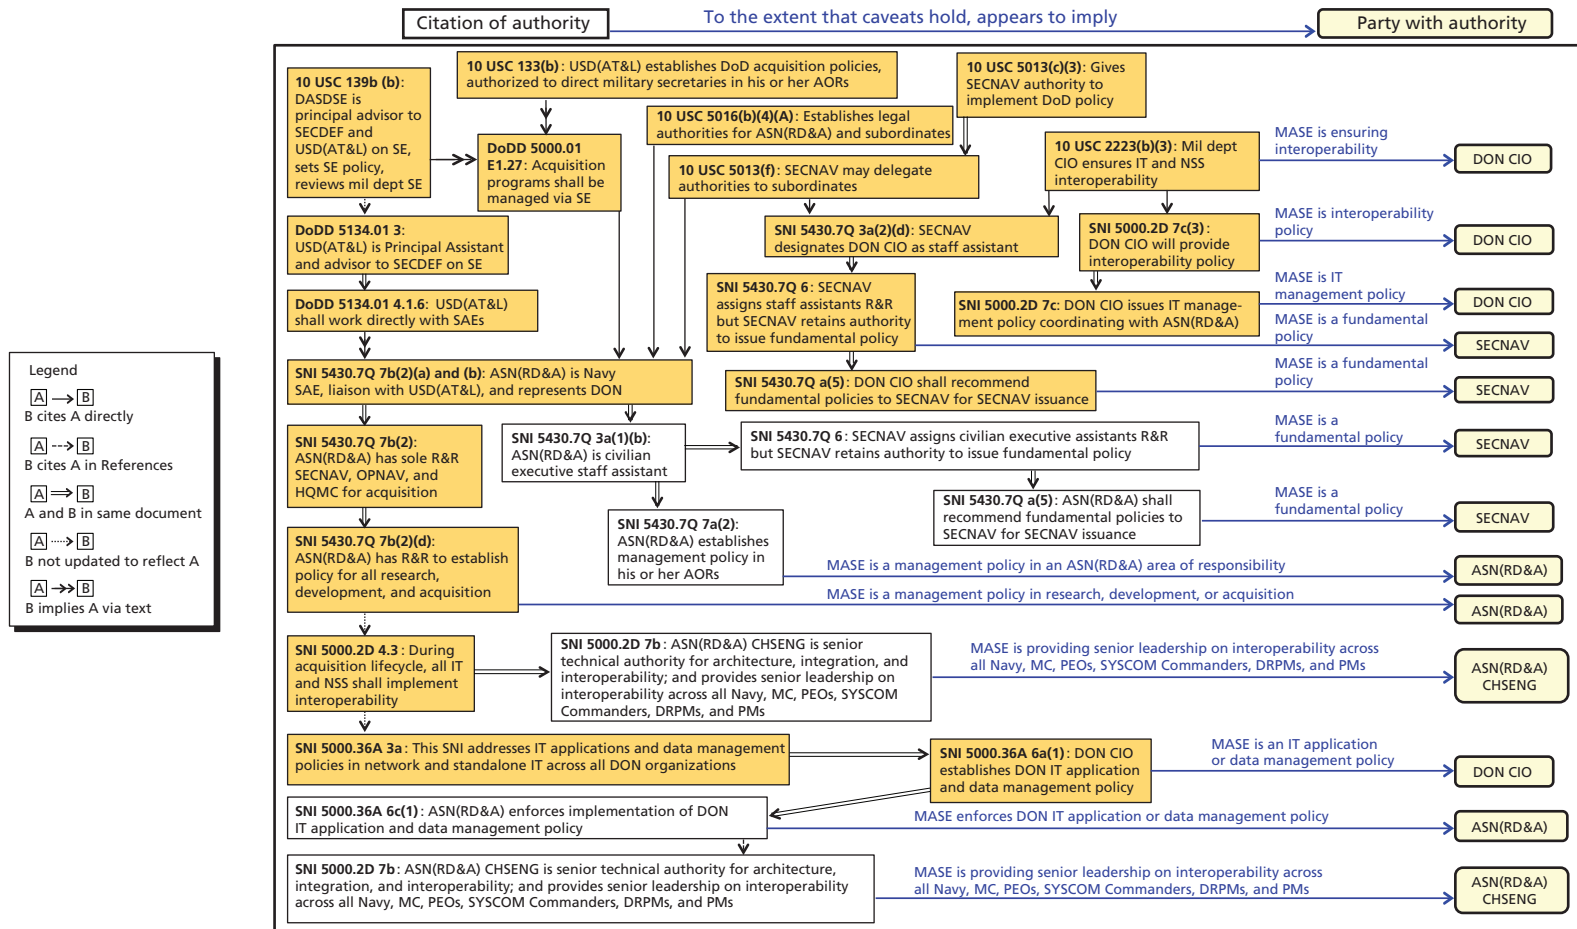 Citation of authority
To the extent that caveats hold, appears to imply
Party with authority
10 USC 139b (b):
DASDSE is
principal advisor to
SECDEF and
USD(AT&L) on SE,
sets SE policy,
reviews mil dept SE
10 USC 133(b): USD(AT&L) establishes DoD acquisition policies,
authorized to direct military secretaries in his or her AORs
10 USC 5013(c)(3): Gives
SECNAV authority to
implement DoD policy
10 USC 5016(b)(4)(A): Establishes legal
authorities for ASN(RD&A) and subordinates
DoDD 5000.01
E1.27: Acquisition
programs shall be
managed via SE
10 USC 5013(f): SECNAV may delegate
authorities to subordinates
10 USC 2223(b)(3): Mil dept
CIO ensures IT and NSS
interoperability
MASE is ensuring
interoperability
DON CIO
DoDD 5134.01 3:
USD(AT&L) is Principal Assistant
and advisor to SECDEF on SE
SNI 5430.7Q 3a(2)(d): SECNAV
designates DON CIO as staff assistant
SNI 5000.2D 7c(3):
DON CIO will provide
interoperability policy
MASE is interoperability
policy
DON CIO
DoDD 5134.01 4.1.6: USD(AT&L)
shall work directly with SAEs
SNI 5430.7Q 6: SECNAV
assigns staff assistants R&R
but SECNAV retains authority
to issue fundamental policy
SNI 5000.2D 7c: DON CIO issues IT manage-
ment policy coordinating with ASN(RD&A)
MASE is IT
management policy
DON CIO
MASE is a fundamental
policy
SECNAV
Legend
A B
B cites A directly
A B
B cites A in References
A B
A and B in same document
A B
B not updated to reflect A
A B
B implies A via text
SNI 5430.7Q 7b(2)(a) and (b): ASN(RD&A) is Navy
SAE, liaison with USD(AT&L), and represents DON
SNI 5430.7Q a(5): DON CIO shall recommend
fundamental policies to SECNAV for SECNAV issuance
MASE is a fundamental
policy
SECNAV
SNI 5430.7Q 7b(2):
ASN(RD&A) has sole R&R
SECNAV, OPNAV, and
HQMC for acquisition
SNI 5430.7Q 3a(1)(b):
ASN(RD&A) is civilian
executive staff assistant
SNI 5430.7Q 6: SECNAV assigns civilian executive assistants R&R
but SECNAV retains authority to issue fundamental policy
MASE is a
fundamental policy
SECNAV
SNI 5430.7Q a(5): ASN(RD&A) shall
recommend fundamental policies to
SECNAV for SECNAV issuance
MASE is a
fundamental policy
SECNAV
SNI 5430.7Q 7a(2):
ASN(RD&A) establishes
management policy in
his or her AORs
MASE is a management policy in an ASN(RD&A) area of responsibility
ASN(RD&A)
SNI 5430.7Q 7b(2)(d):
ASN(RD&A) has R&R to establish
policy for all research,
development, and acquisition
MASE is a management policy in research, development, or acquisition
ASN(RD&A)
SNI 5000.2D 4.3: During
acquisition lifecycle, all IT
and NSS shall implement
interoperability
SNI 5000.2D 7b: ASN(RD&A) CHSENG is senior
technical authority for architecture, integration, and
interoperability; and provides senior leadership on
interoperability across all Navy, MC, PEOs, SYSCOM
Commanders, DRPMs, and PMs
MASE is providing senior leadership on interoperability across
all Navy, MC, PEOs, SYSCOM Commanders, DRPMs, and PMs
ASN(RD&A)
CHSENG
SNI 5000.36A 3a: This SNI addresses IT applications and data management
policies in network and standalone IT across all DON organizations
SNI 5000.36A 6a(1): DON CIO
establishes DON IT application
and data management policy
MASE is an IT application
or data management policy
DON CIO
SNI 5000.36A 6c(1): ASN(RD&A) enforces implementation of DON
IT application and data management policy
MASE enforces DON IT application or data management policy
ASN(RD&A)
SNI 5000.2D 7b: ASN(RD&A) CHSENG is senior technical authority for architecture,
integration, and interoperability; and provides senior leadership on interoperability
across all Navy, MC, PEOs, SYSCOM Commanders, DRPMs, and PMs
MASE is providing senior leadership on interoperability across
all Navy, MC, PEOs, SYSCOM Commanders, DRPMs, and PMs
ASN(RD&A)
CHSENG